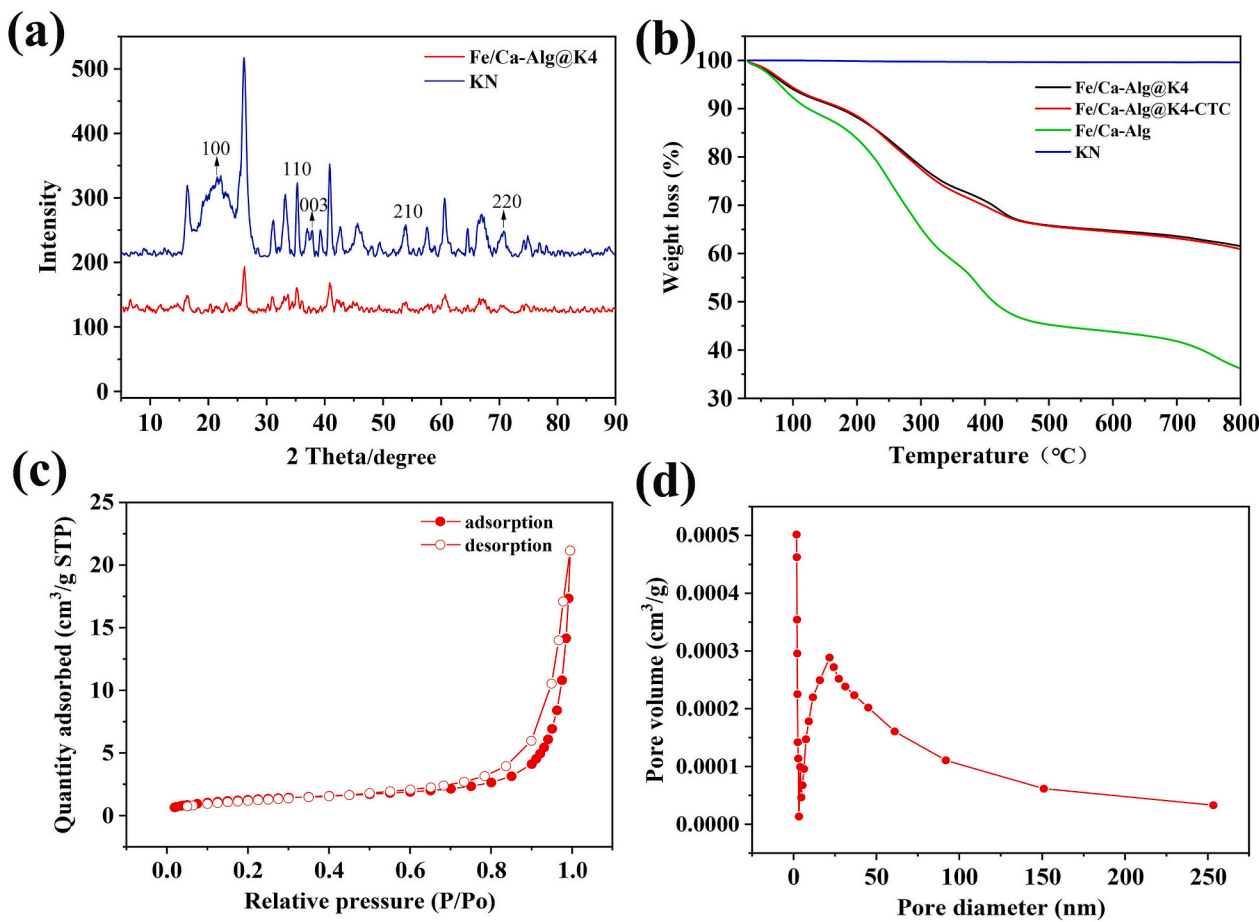 (a)
Fe/Ca-Alg@K4
KN
500
400
300
200
100
0
Intensity
100
110
003
210
220
10 20 30 40 50 60 70 80 90
2 Theta/degree
(b)
Fe/Ca-Alg@K4
Fe/Ca-Alg@K4-CTC
Fe/Ca-Alg
KN
100
90
80
70
60
50
40
30
Weight loss (%)
100 200 300 400 500 600 700 800
Temperature (°C)
(c)
adsorption
desorption
25
20
15
10
5
0
Quantity adsorbed (cm³/g STP)
0.0 0.2 0.4 0.6 0.8 1.0
Relative pressure (P/Po)
(d)
0.0005
0.0004
0.0003
0.0002
0.0001
0.0000
Pore volume (cm³/g)
0 50 100 150 200 250
Pore diameter (nm)